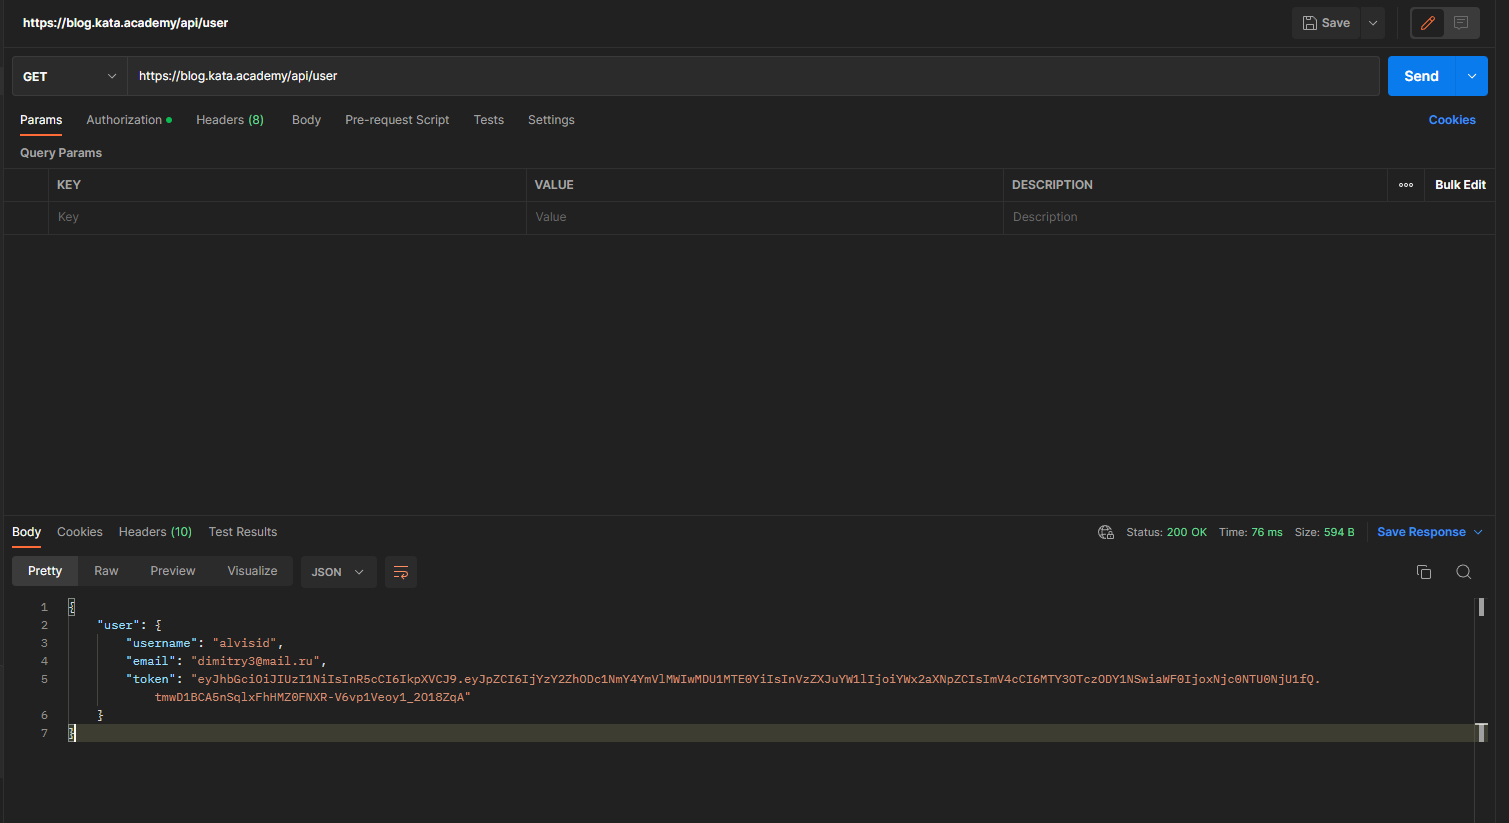 https://blog.kata.academy/api/user
Save
GET https://blog.kata.academy/api/user Send
Params Authorization Headers (8) Body Pre-request Script Tests Settings Cookies
Query Params
KEY VALUE DESCRIPTION Bulk Edit
Key Value Description
Body Cookies Headers (10) Test Results Status: 200 OK Time: 76 ms Size: 594 B Save Response
Pretty Raw Preview Visualize JSON
1 {
2 "user": {
3 "username": "alvisid",
4 "email": "dimitry3@mail.ru",
5 "token": "eyJhbGciOiJIUzI1NiIsInR5cCI6IkpXVCJ9.eyJpZCI6IjYzY2ZhODc1NmY4YmVlMWIwMDU1MTE0YiIsInVzZXJuYW1lIjoiYWx2aXNpZCIsImV4cCI6MTY3OTczODY1NSwiaWF0IjoxNjc0NTU0NjU1fQ.
tmwD1BCA5nSqlxFhHMZ0FNXR-V6vp1Veoy1_2O18ZqA"
6 }
7 }